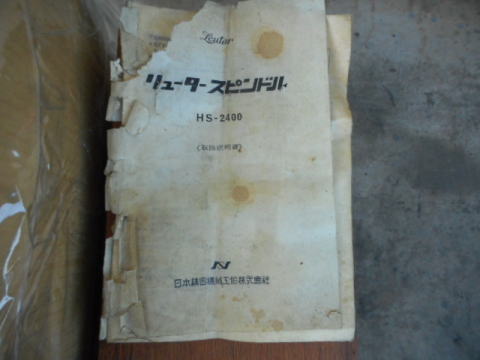 Leutor
リューター スピンドル
HS-2400
(取扱説明書)
日本精密機械工作株式会社